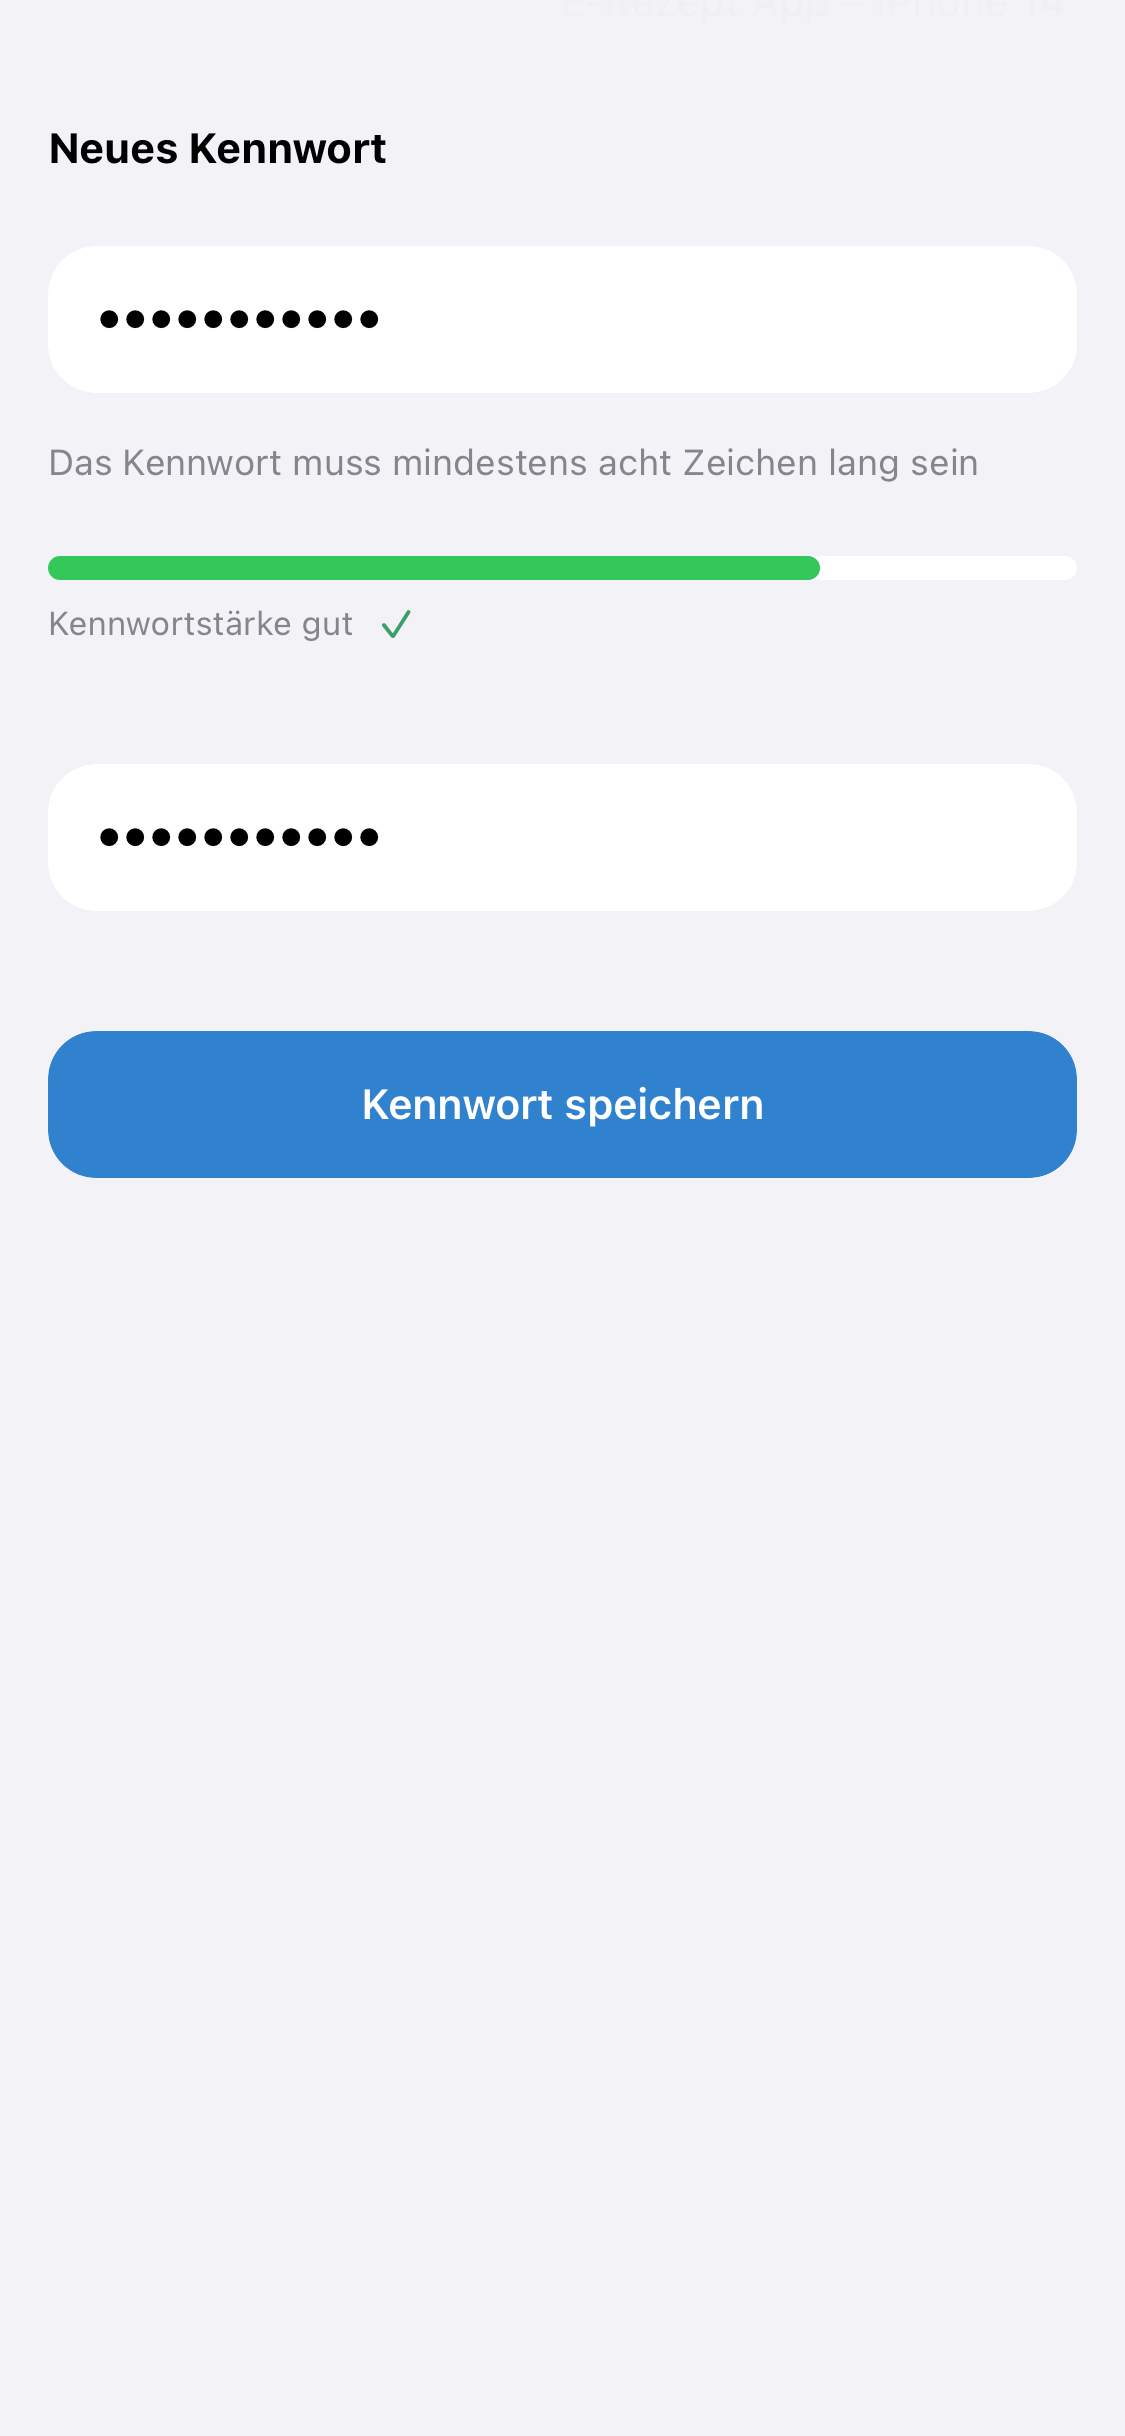 E-Rezept App – iPhone 14
Neues Kennwort
•••••••••••
Das Kennwort muss mindestens acht Zeichen lang sein
Kennwortstärke gut ✓
•••••••••••
Kennwort speichern